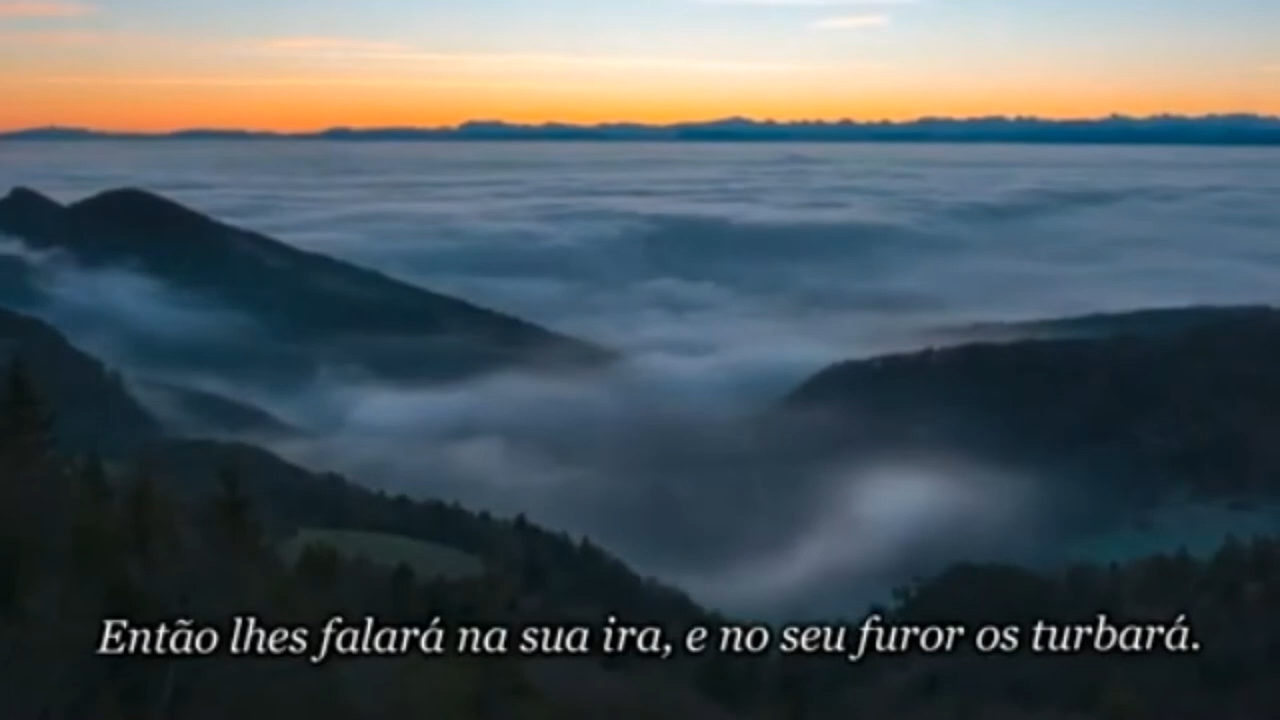 Então lhes falará na sua ira, e no seu furor os turbará.